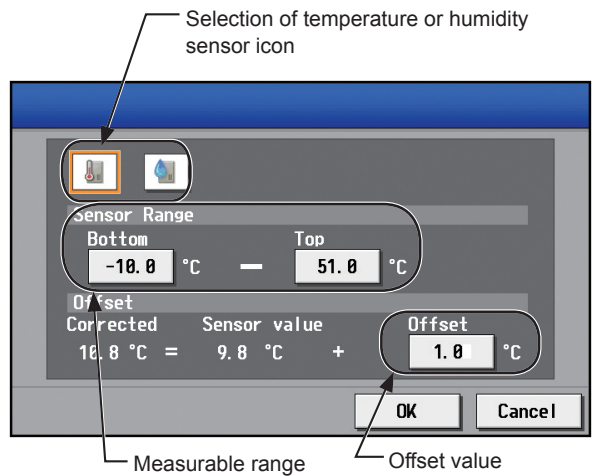 Selection of temperature or humidity
sensor icon
Sensor Range
Bottom Top
-10.0 °C — 51.0 °C
Offset
Corrected Sensor value Offset
10.8 °C = 9.8 °C + 1.0 °C
OK Cancel
Measurable range Offset value